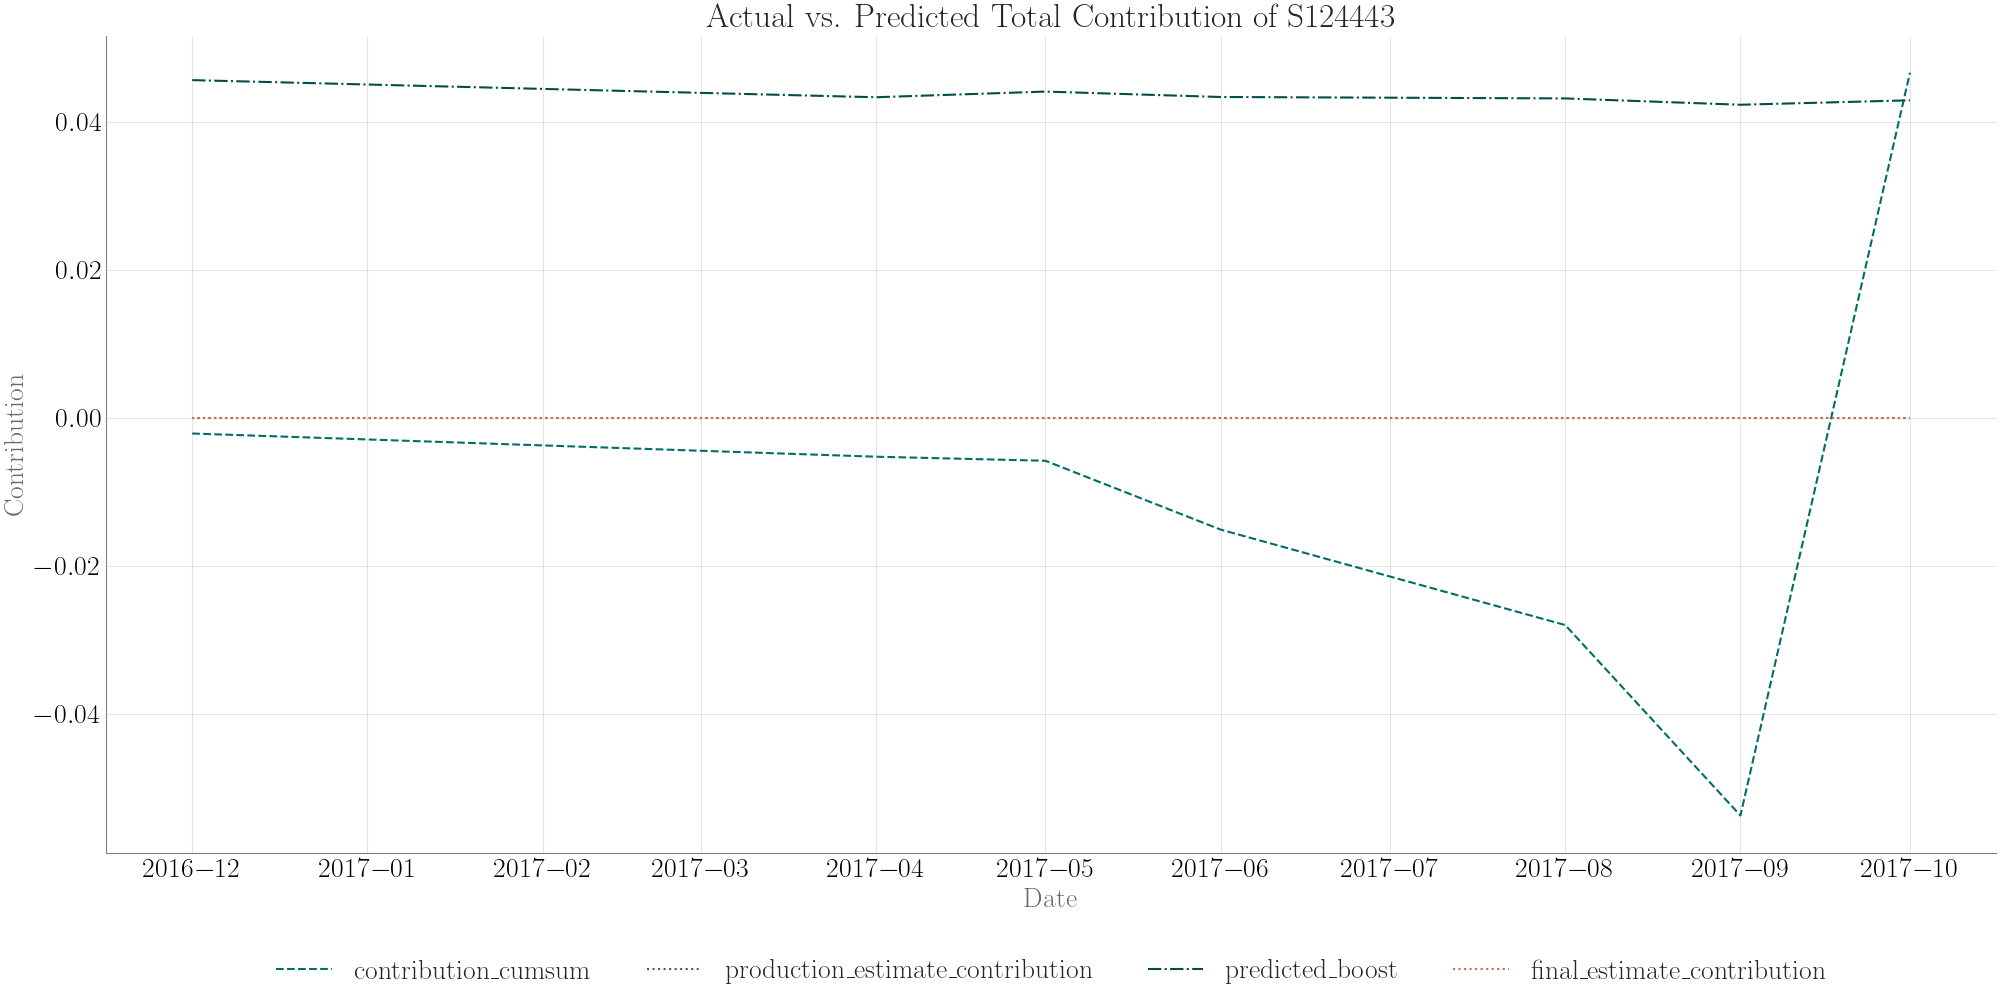 Actual vs. Predicted Total Contribution of S124443
0.04
0.02
0.00
−0.02
−0.04
Contribution
2016−12 2017−01 2017−02 2017−03 2017−04 2017−05 2017−06 2017−07 2017−08 2017−09 2017−10
Date
contribution_cumsum production_estimate_contribution predicted_boost final_estimate_contribution